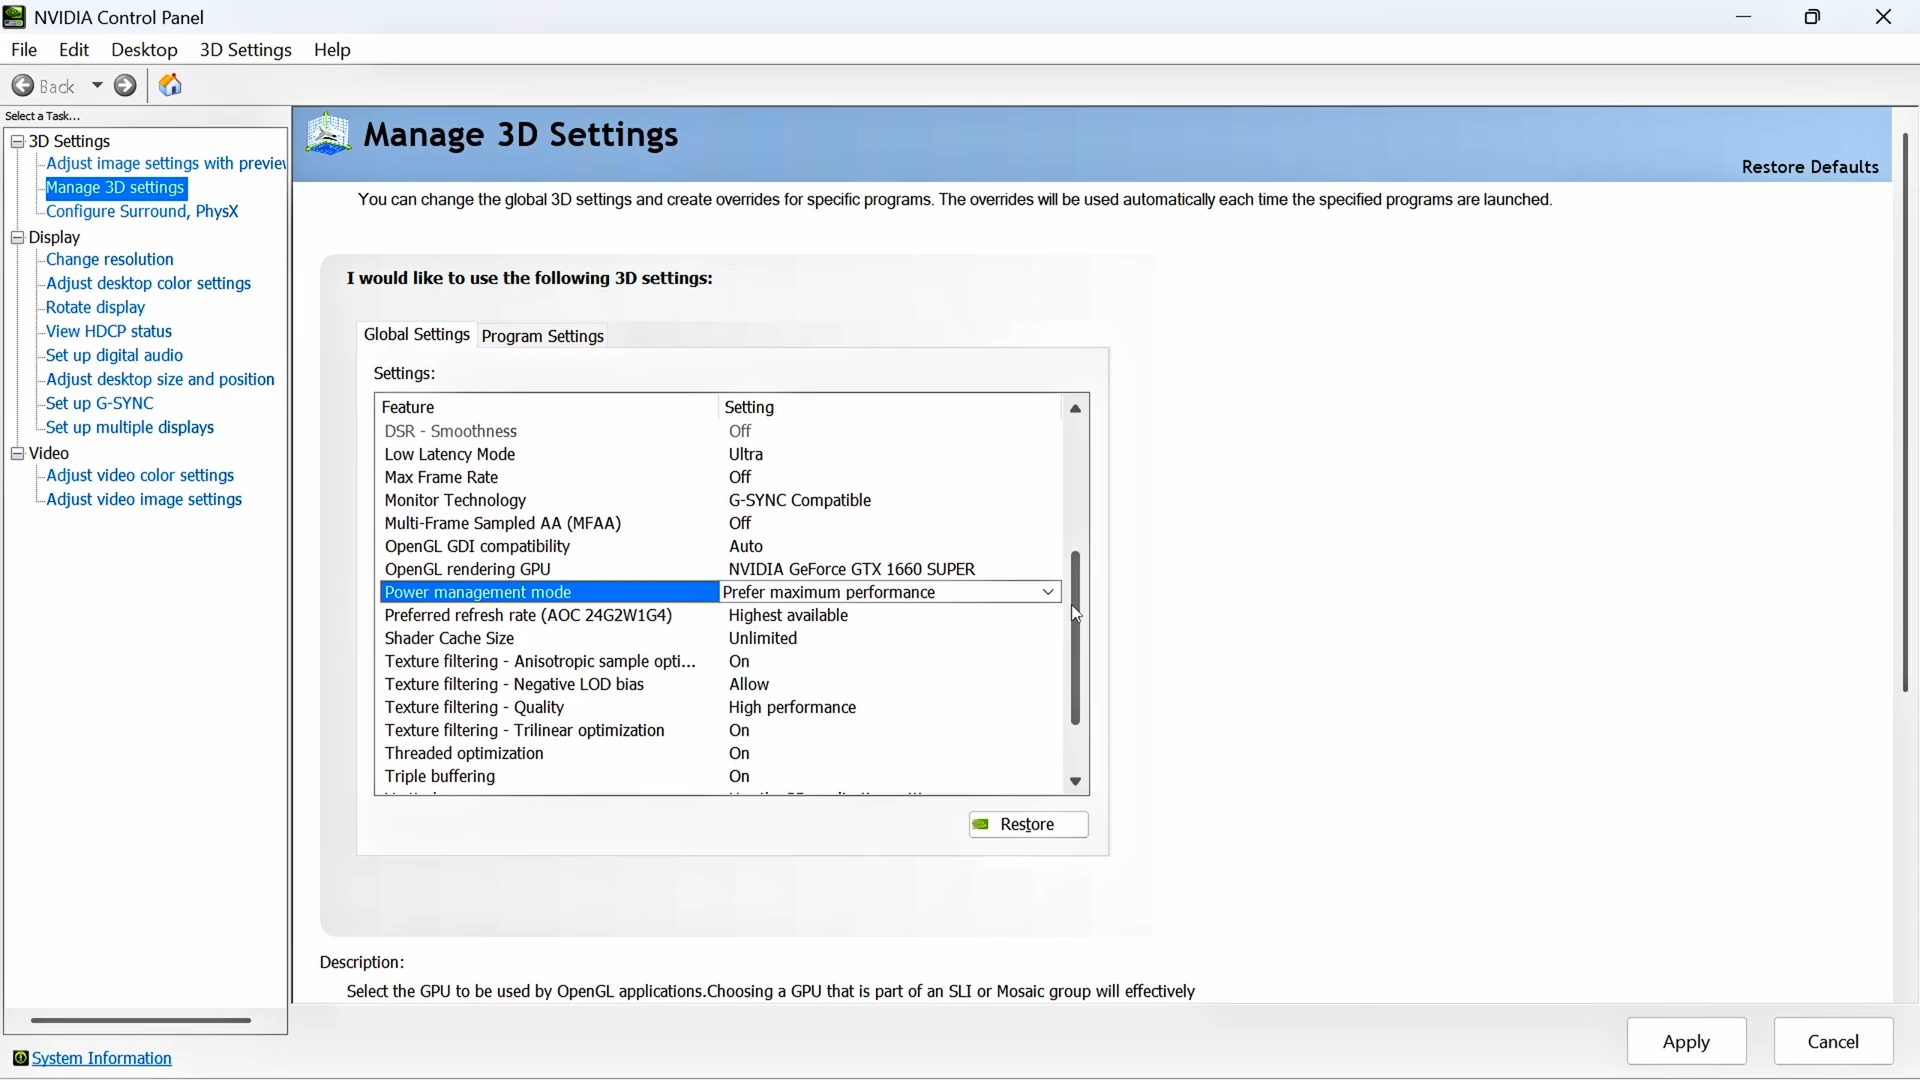 NVIDIA Control Panel
File Edit Desktop 3D Settings Help
Back
Select a Task...
3D Settings
Adjust image settings with preview
Manage 3D settings
Configure Surround, PhysX
Display
Change resolution
Adjust desktop color settings
Rotate display
View HDCP status
Set up digital audio
Adjust desktop size and position
Set up G-SYNC
Set up multiple displays
Video
Adjust video color settings
Adjust video image settings
System Information
Manage 3D Settings
Restore Defaults
You can change the global 3D settings and create overrides for specific programs. The overrides will be used automatically each time the specified programs are launched.
I would like to use the following 3D settings:
Global Settings Program Settings
Settings:
Feature Setting
DSR - Smoothness Off
Low Latency Mode Ultra
Max Frame Rate Off
Monitor Technology G-SYNC Compatible
Multi-Frame Sampled AA (MFAA) Off
OpenGL GDI compatibility Auto
OpenGL rendering GPU NVIDIA GeForce GTX 1660 SUPER
Power management mode Prefer maximum performance
Preferred refresh rate (AOC 24G2W1G4) Highest available
Shader Cache Size Unlimited
Texture filtering - Anisotropic sample opti... On
Texture filtering - Negative LOD bias Allow
Texture filtering - Quality High performance
Texture filtering - Trilinear optimization On
Threaded optimization On
Triple buffering On
Restore
Description:
Select the GPU to be used by OpenGL applications.Choosing a GPU that is part of an SLI or Mosaic group will effectively
Apply Cancel